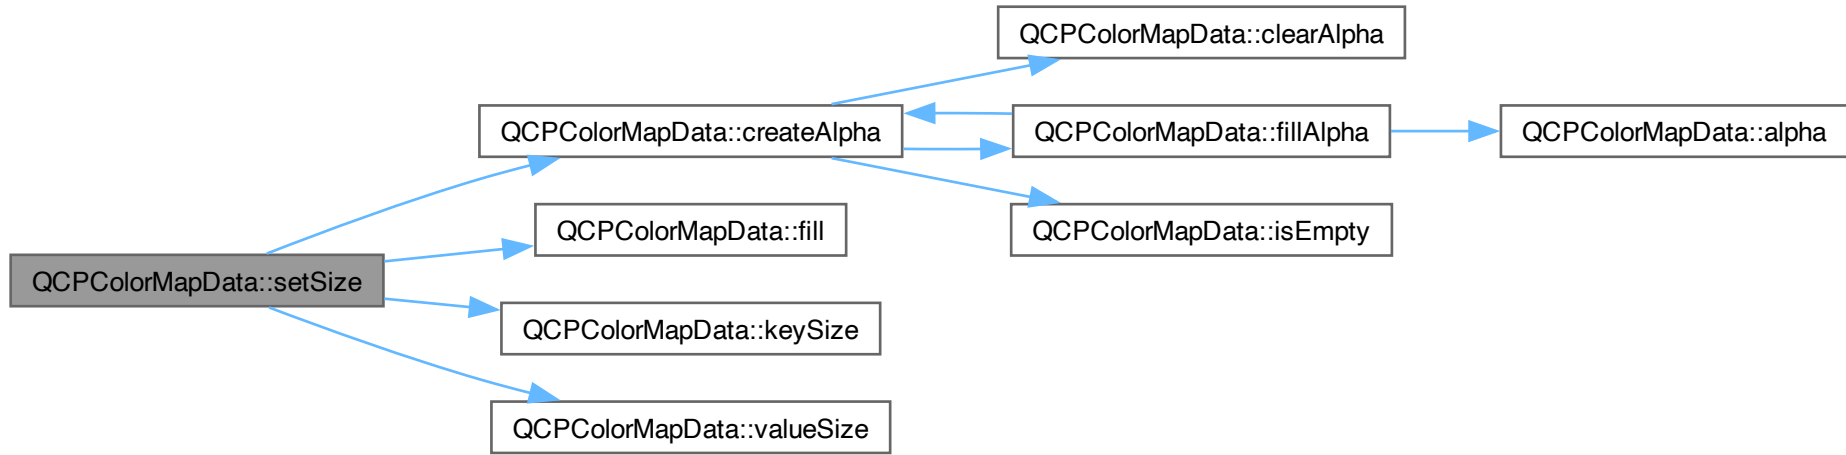 QCPColorMapData::clearAlpha
QCPColorMapData::createAlpha
QCPColorMapData::fillAlpha
QCPColorMapData::alpha
QCPColorMapData::fill
QCPColorMapData::isEmpty
QCPColorMapData::setSize
QCPColorMapData::keySize
QCPColorMapData::valueSize